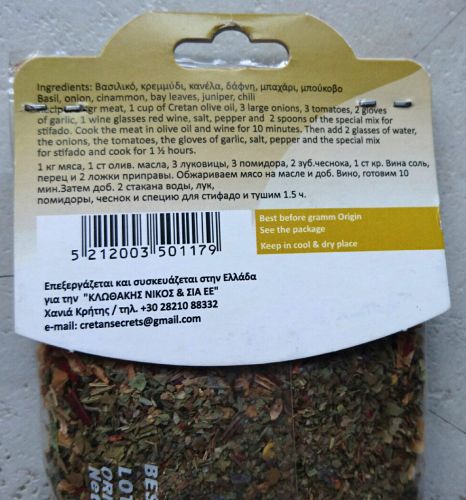 Ingredients: Βασιλικό, κρεμμύδι, κανέλα, δάφνη, μπαχάρι, μπούκοβο
Basil, onion, cinammon, bay leaves, juniper, chili
meat, 1 cup of Cretan olive oil, 3 large onions, 3 tomatoes, 2 gloves
of garlic, 1 wine glasses red wine, salt, pepper and 2 spoons of the special mix for
stifado. Cook the meat in olive oil and wine for 10 minutes. Then add 2 glasses of water,
the onions, the tomatoes, the gloves of garlic, salt, pepper and the special mix
for stifado and cook for 1 ½ hours.
1 кг мяса, 1 ст олив. масла, 3 луковицы, 3 помидора, 2 зуб.чеснока, 1 ст кр. Вина соль,
перец и 2 ложки приправы. Обжариваем мясо на масле и доб. Вино, готовим 10
мин.Затем доб. 2 стакана воды, лук,
помидоры, чеснок и специю для стифадо и тушим 1.5 ч.
5 212003 501179
Best before gramm Origin
See the package
Keep in cool & dry place
Επεξεργάζεται και συσκευάζεται στην Ελλάδα
για την "ΚΛΩΘΑΚΗΣ ΝΙΚΟΣ & ΣΙΑ ΕΕ"
Χανιά Κρήτης / τηλ. +30 28210 88332
e-mail: cretansecrets@gmail.com
BES
LO
ORI
Ne